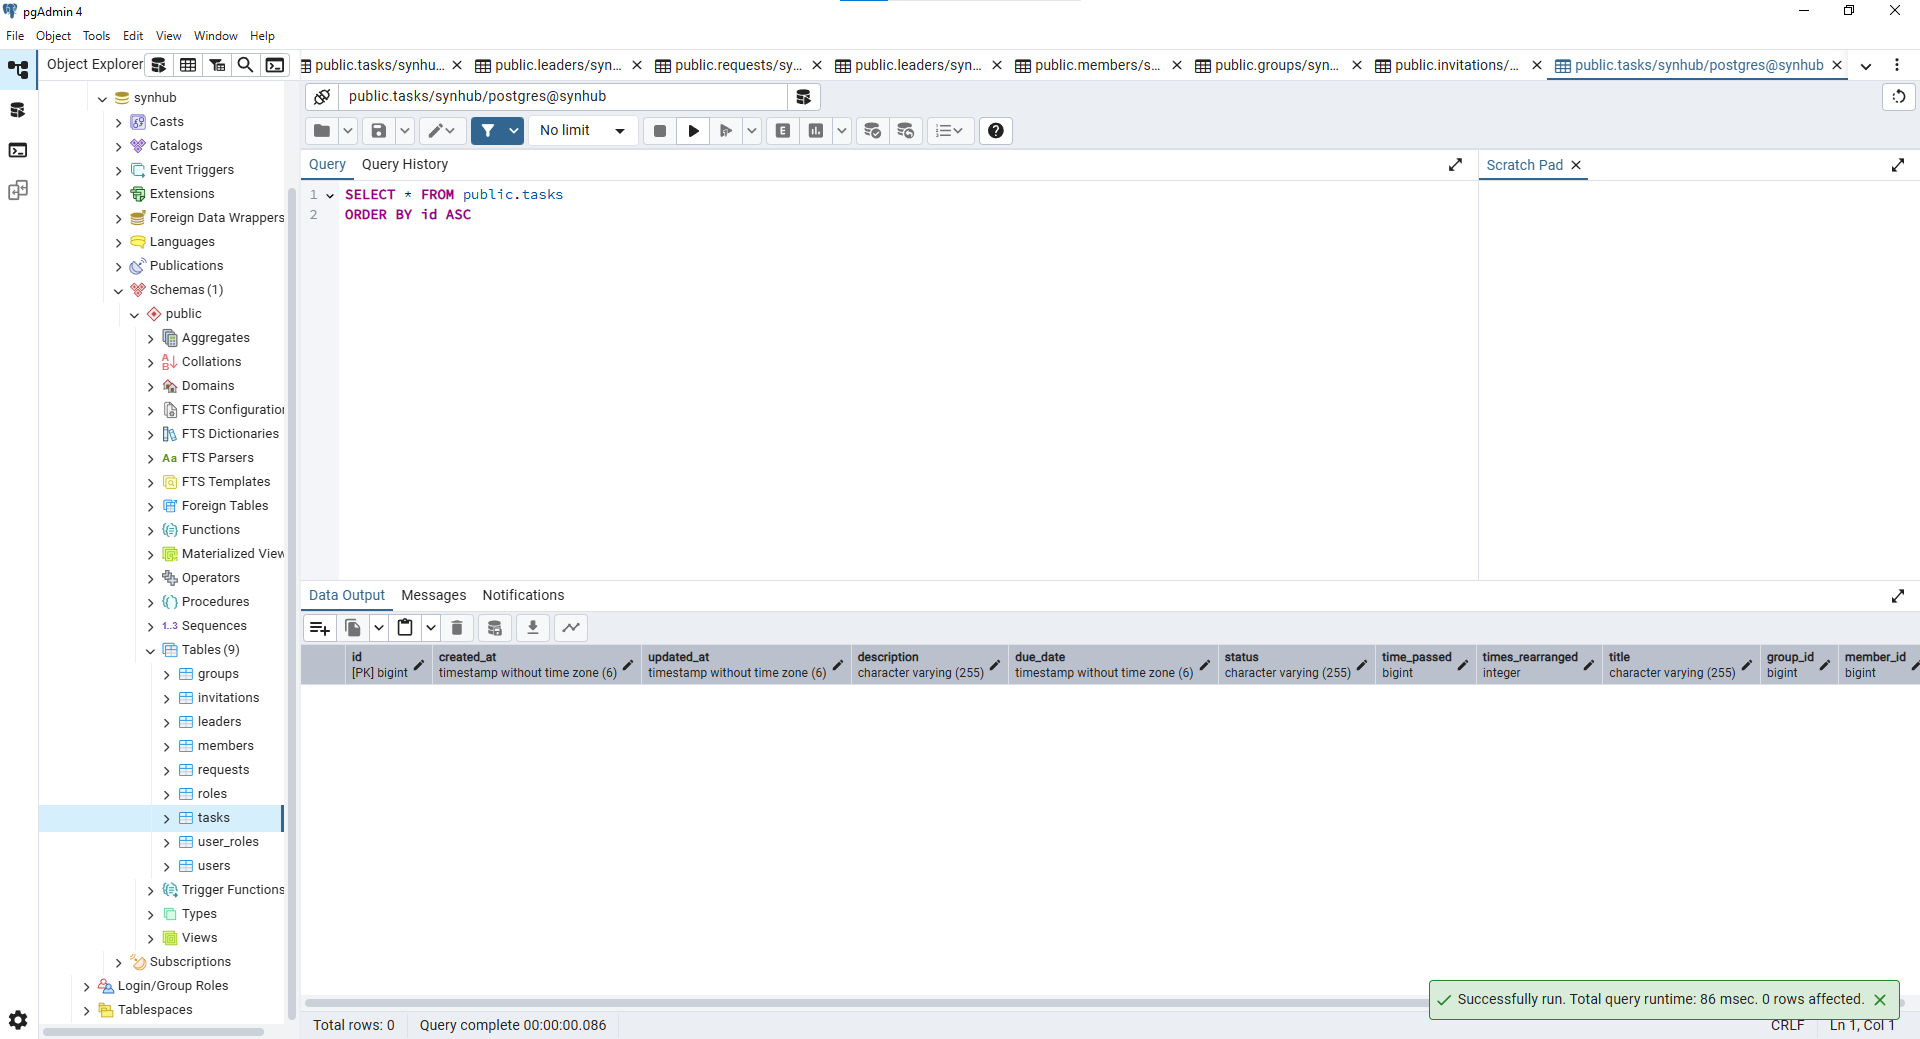 pgAdmin 4
File Object Tools Edit View Window Help
Object Explorer
public.tasks/synhu... public.leaders/syn... public.requests/sy... public.leaders/syn... public.members/s... public.groups/syn... public.invitations/... public.tasks/synhub/postgres@synhub
public.tasks/synhub/postgres@synhub
No limit
E
Query Query History
Scratch Pad
1 SELECT * FROM public.tasks
2 ORDER BY id ASC
synhub
Casts
Catalogs
Event Triggers
Extensions
Foreign Data Wrappers
Languages
Publications
Schemas (1)
public
Aggregates
Collations
Domains
FTS Configuration
FTS Dictionaries
Aa FTS Parsers
FTS Templates
Foreign Tables
Functions
Materialized View
Operators
Procedures
1..3 Sequences
Tables (9)
groups
invitations
leaders
members
requests
roles
tasks
user_roles
users
Trigger Functions
Types
Views
Subscriptions
Login/Group Roles
Tablespaces
Data Output Messages Notifications
id created_at updated_at description due_date status time_passed times_rearranged title group_id member_id
[PK] bigint timestamp without time zone (6) timestamp without time zone (6) character varying (255) timestamp without time zone (6) character varying (255) bigint integer character varying (255) bigint bigint
Successfully run. Total query runtime: 86 msec. 0 rows affected.
Total rows: 0 Query complete 00:00:00.086
CRLF Ln 1, Col 1